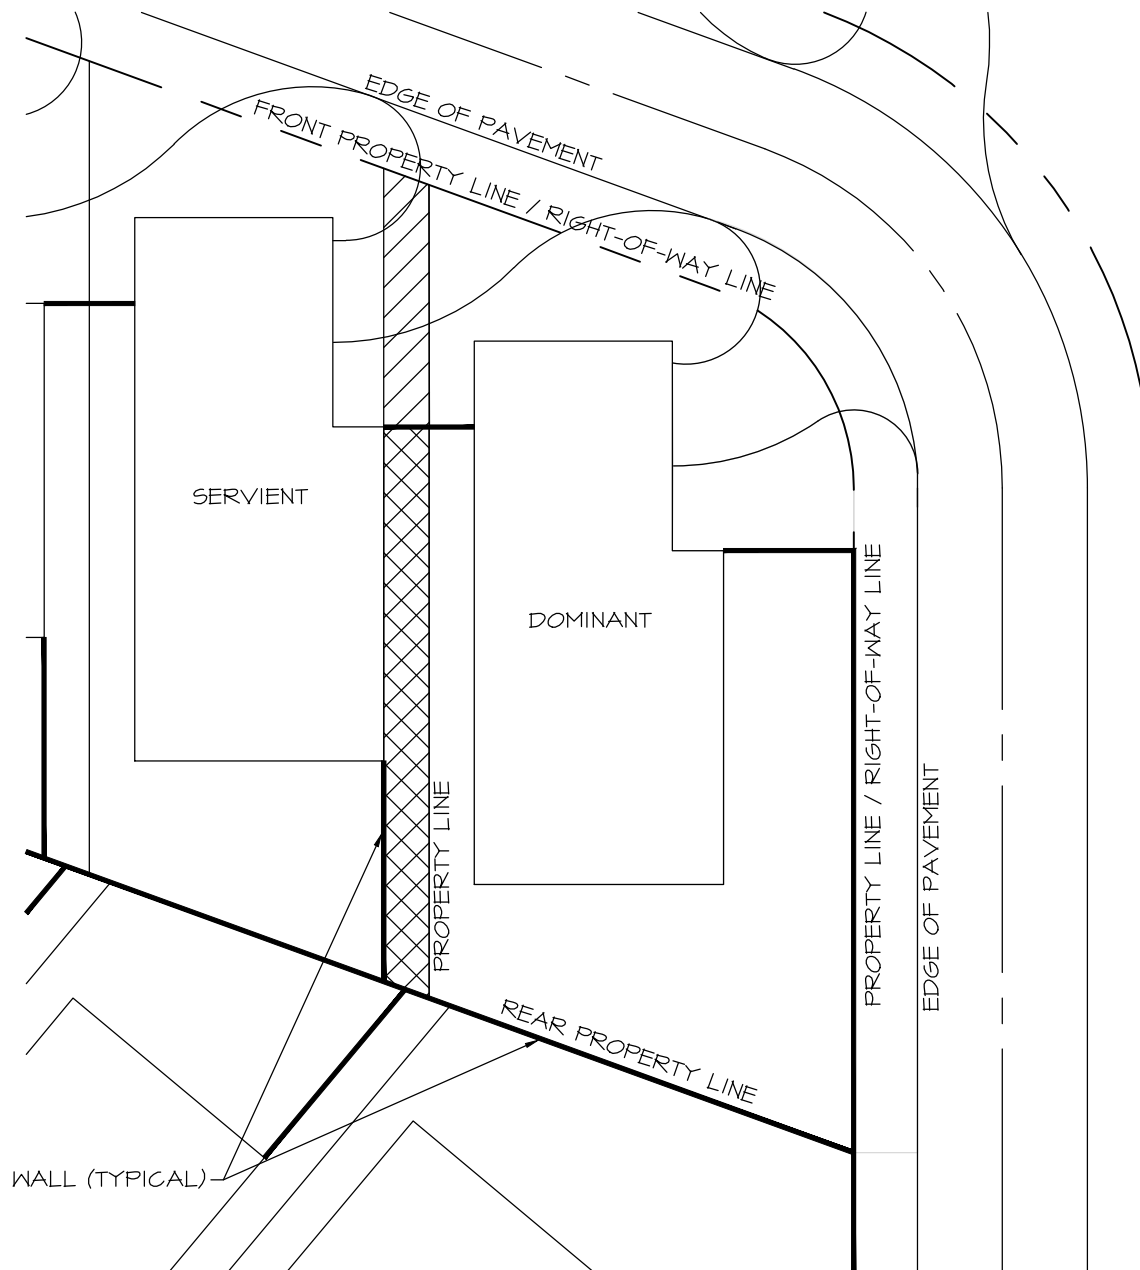 EDGE OF PAVEMENT
FRONT PROPERTY LINE / RIGHT-OF-WAY LINE
SERVIENT
DOMINANT
PROPERTY LINE / RIGHT-OF-WAY LINE
EDGE OF PAVEMENT
PROPERTY LINE
REAR PROPERTY LINE
WALL (TYPICAL)